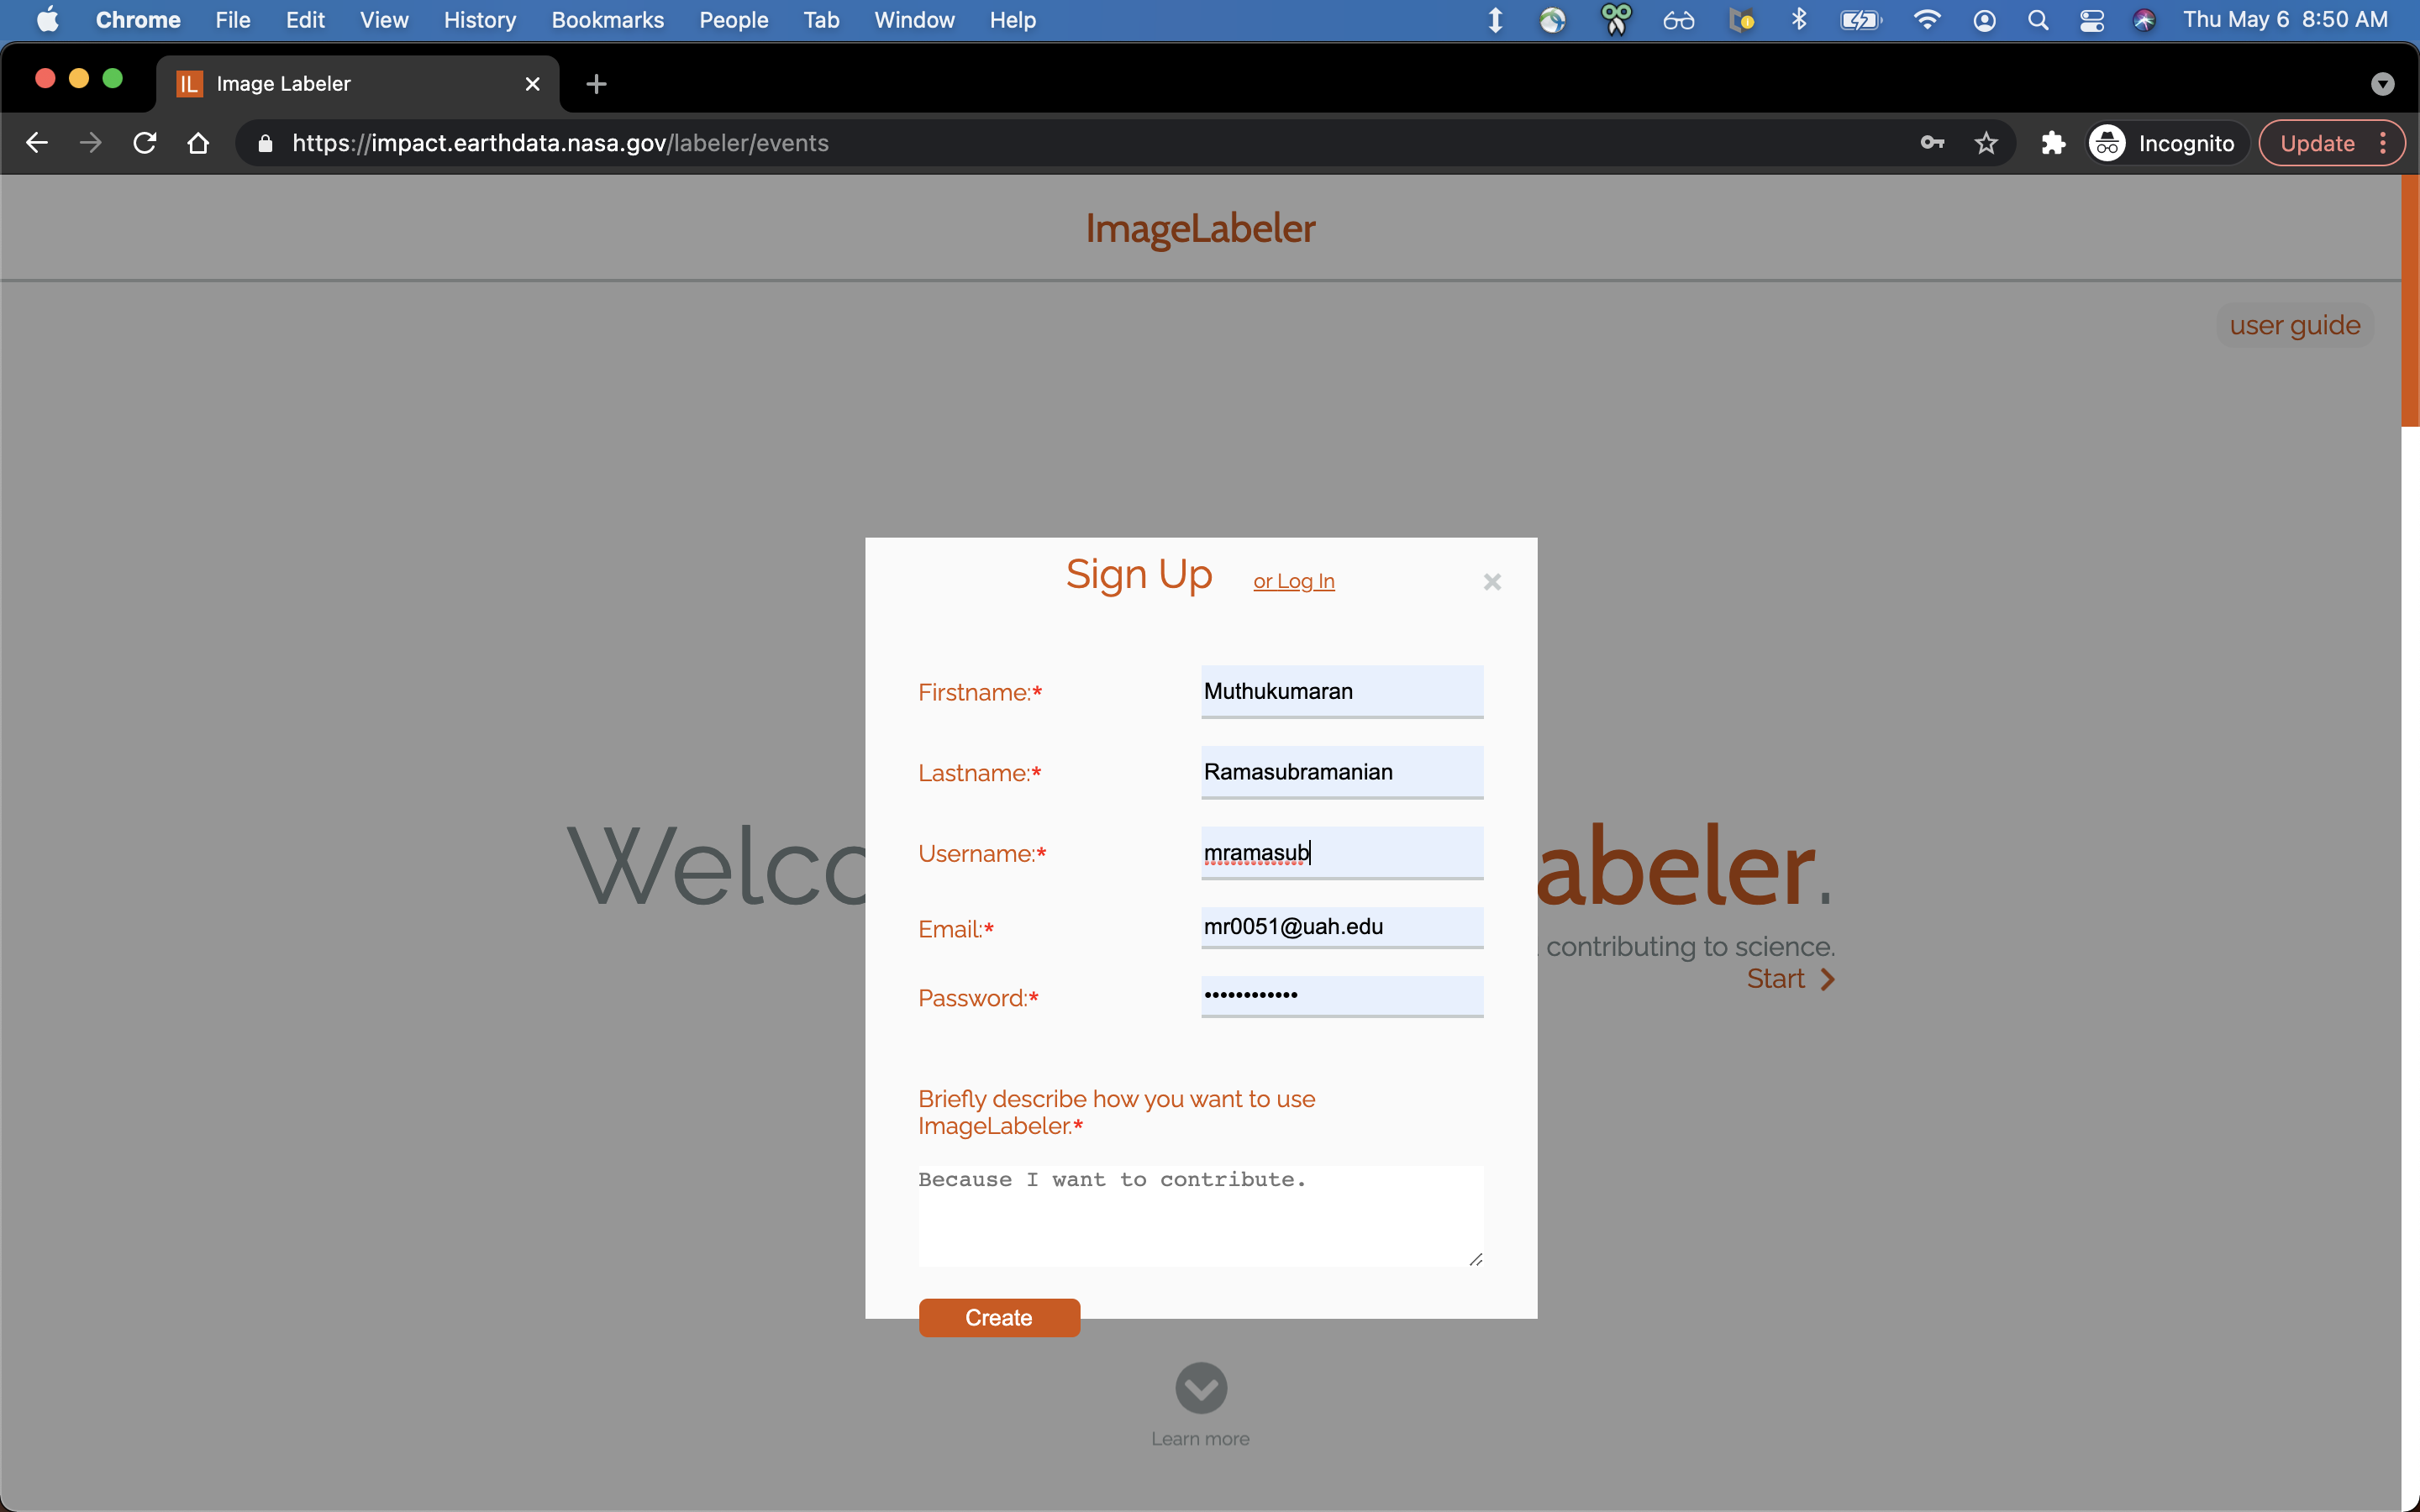 Chrome File Edit View History Bookmarks People Tab Window Help Thu May 6 8:50 AM
IL Image Labeler
https://impact.earthdata.nasa.gov/labeler/events Incognito Update
ImageLabeler
user guide
Sign Up or Log In
Firstname:* Muthukumaran
Lastname:* Ramasubramanian
Welco abeler.
Username:* mramasub
Email:* mr0051@uah.edu
contributing to science.
Start
Password:* ••••••••••••
Briefly describe how you want to use
ImageLabeler.*
Because I want to contribute.
Create
Learn more